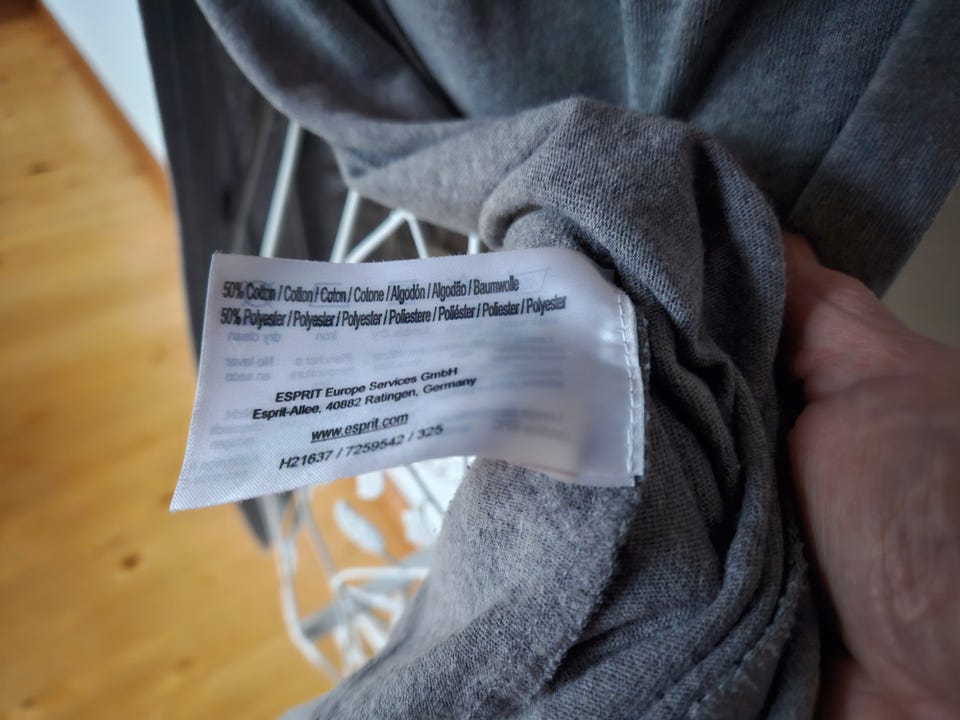 50% Cotton / Cotton / Coton / Cotone / Algodón / Algodão / Baumwolle
50% Polyester / Polyester / Polyester / Poliestere / Poliéster / Poliester / Polyester
ESPRIT Europe Services GmbH
Esprit-Allee, 40882 Ratingen, Germany
www.esprit.com
H21637 / 7259542 / 325